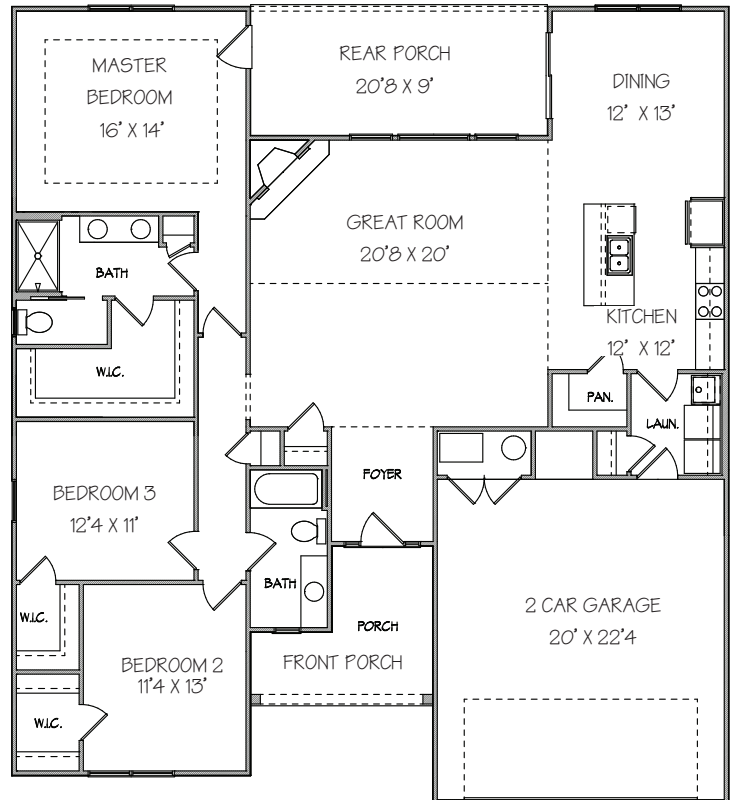 MASTER
BEDROOM
16' X 14'
REAR PORCH
20'8 X 9'
DINING
12' X 13'
GREAT ROOM
20'8 X 20'
BATH
KITCHEN
12' X 12'
W.I.C.
PAN.
LAUN.
FOYER
BEDROOM 3
12'4 X 11'
BATH
W.I.C.
PORCH
FRONT PORCH
2 CAR GARAGE
20' X 22'4
BEDROOM 2
11'4 X 13'
W.I.C.